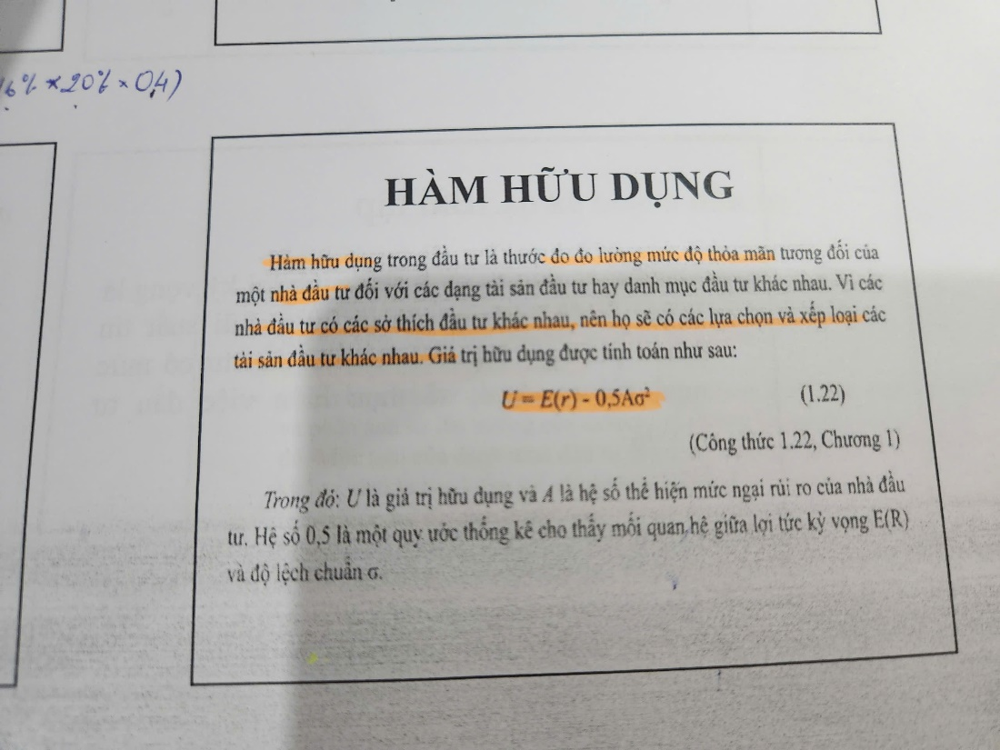 6% × 20% × 0,4)
HÀM HỮU DỤNG
Hàm hữu dụng trong đầu tư là thước đo đo lường mức độ thỏa mãn tương đối của
một nhà đầu tư đối với các dạng tài sản đầu tư hay danh mục đầu tư khác nhau. Vì các
nhà đầu tư có các sở thích đầu tư khác nhau, nên họ sẽ có các lựa chọn và xếp loại các
tài sản đầu tư khác nhau. Giá trị hữu dụng được tính toán như sau:
U = E(r) - 0,5Aσ² (1.22)
(Công thức 1.22, Chương 1)
Trong đó: U là giá trị hữu dụng và A là hệ số thể hiện mức ngại rủi ro của nhà đầu
tư. Hệ số 0,5 là một quy ước thống kê cho thấy mối quan hệ giữa lợi tức kỳ vọng E(R)
và độ lệch chuẩn σ.